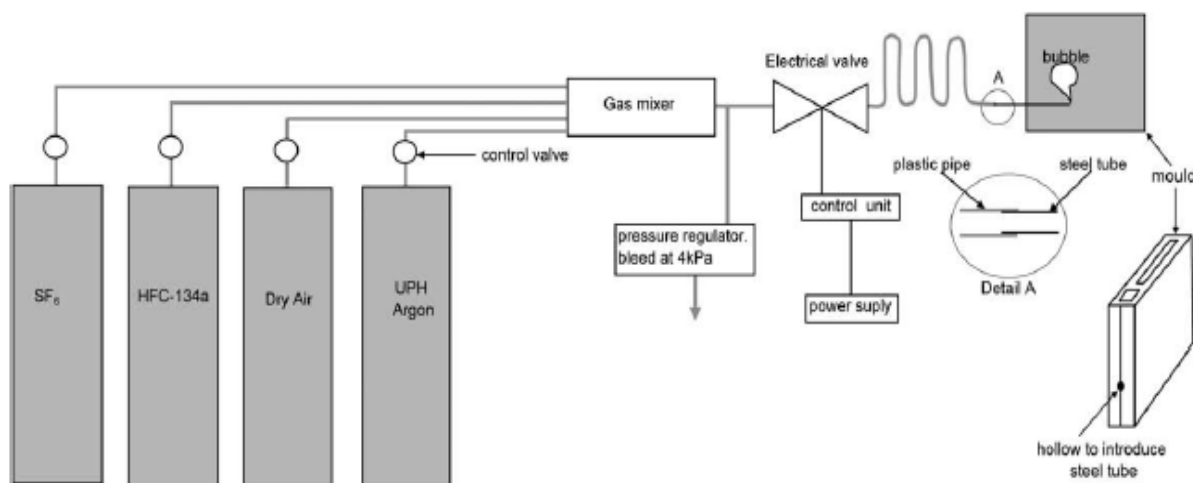 Electrical valve
A
bubble
Gas mixer
control valve
plastic pipe
steel tube
mould
control unit
pressure regulator.
bleed at 4kPa
SF₆
HFC-134a
Dry Air
UPH
Argon
power suply
Detail A
hollow to introduce
steel tube